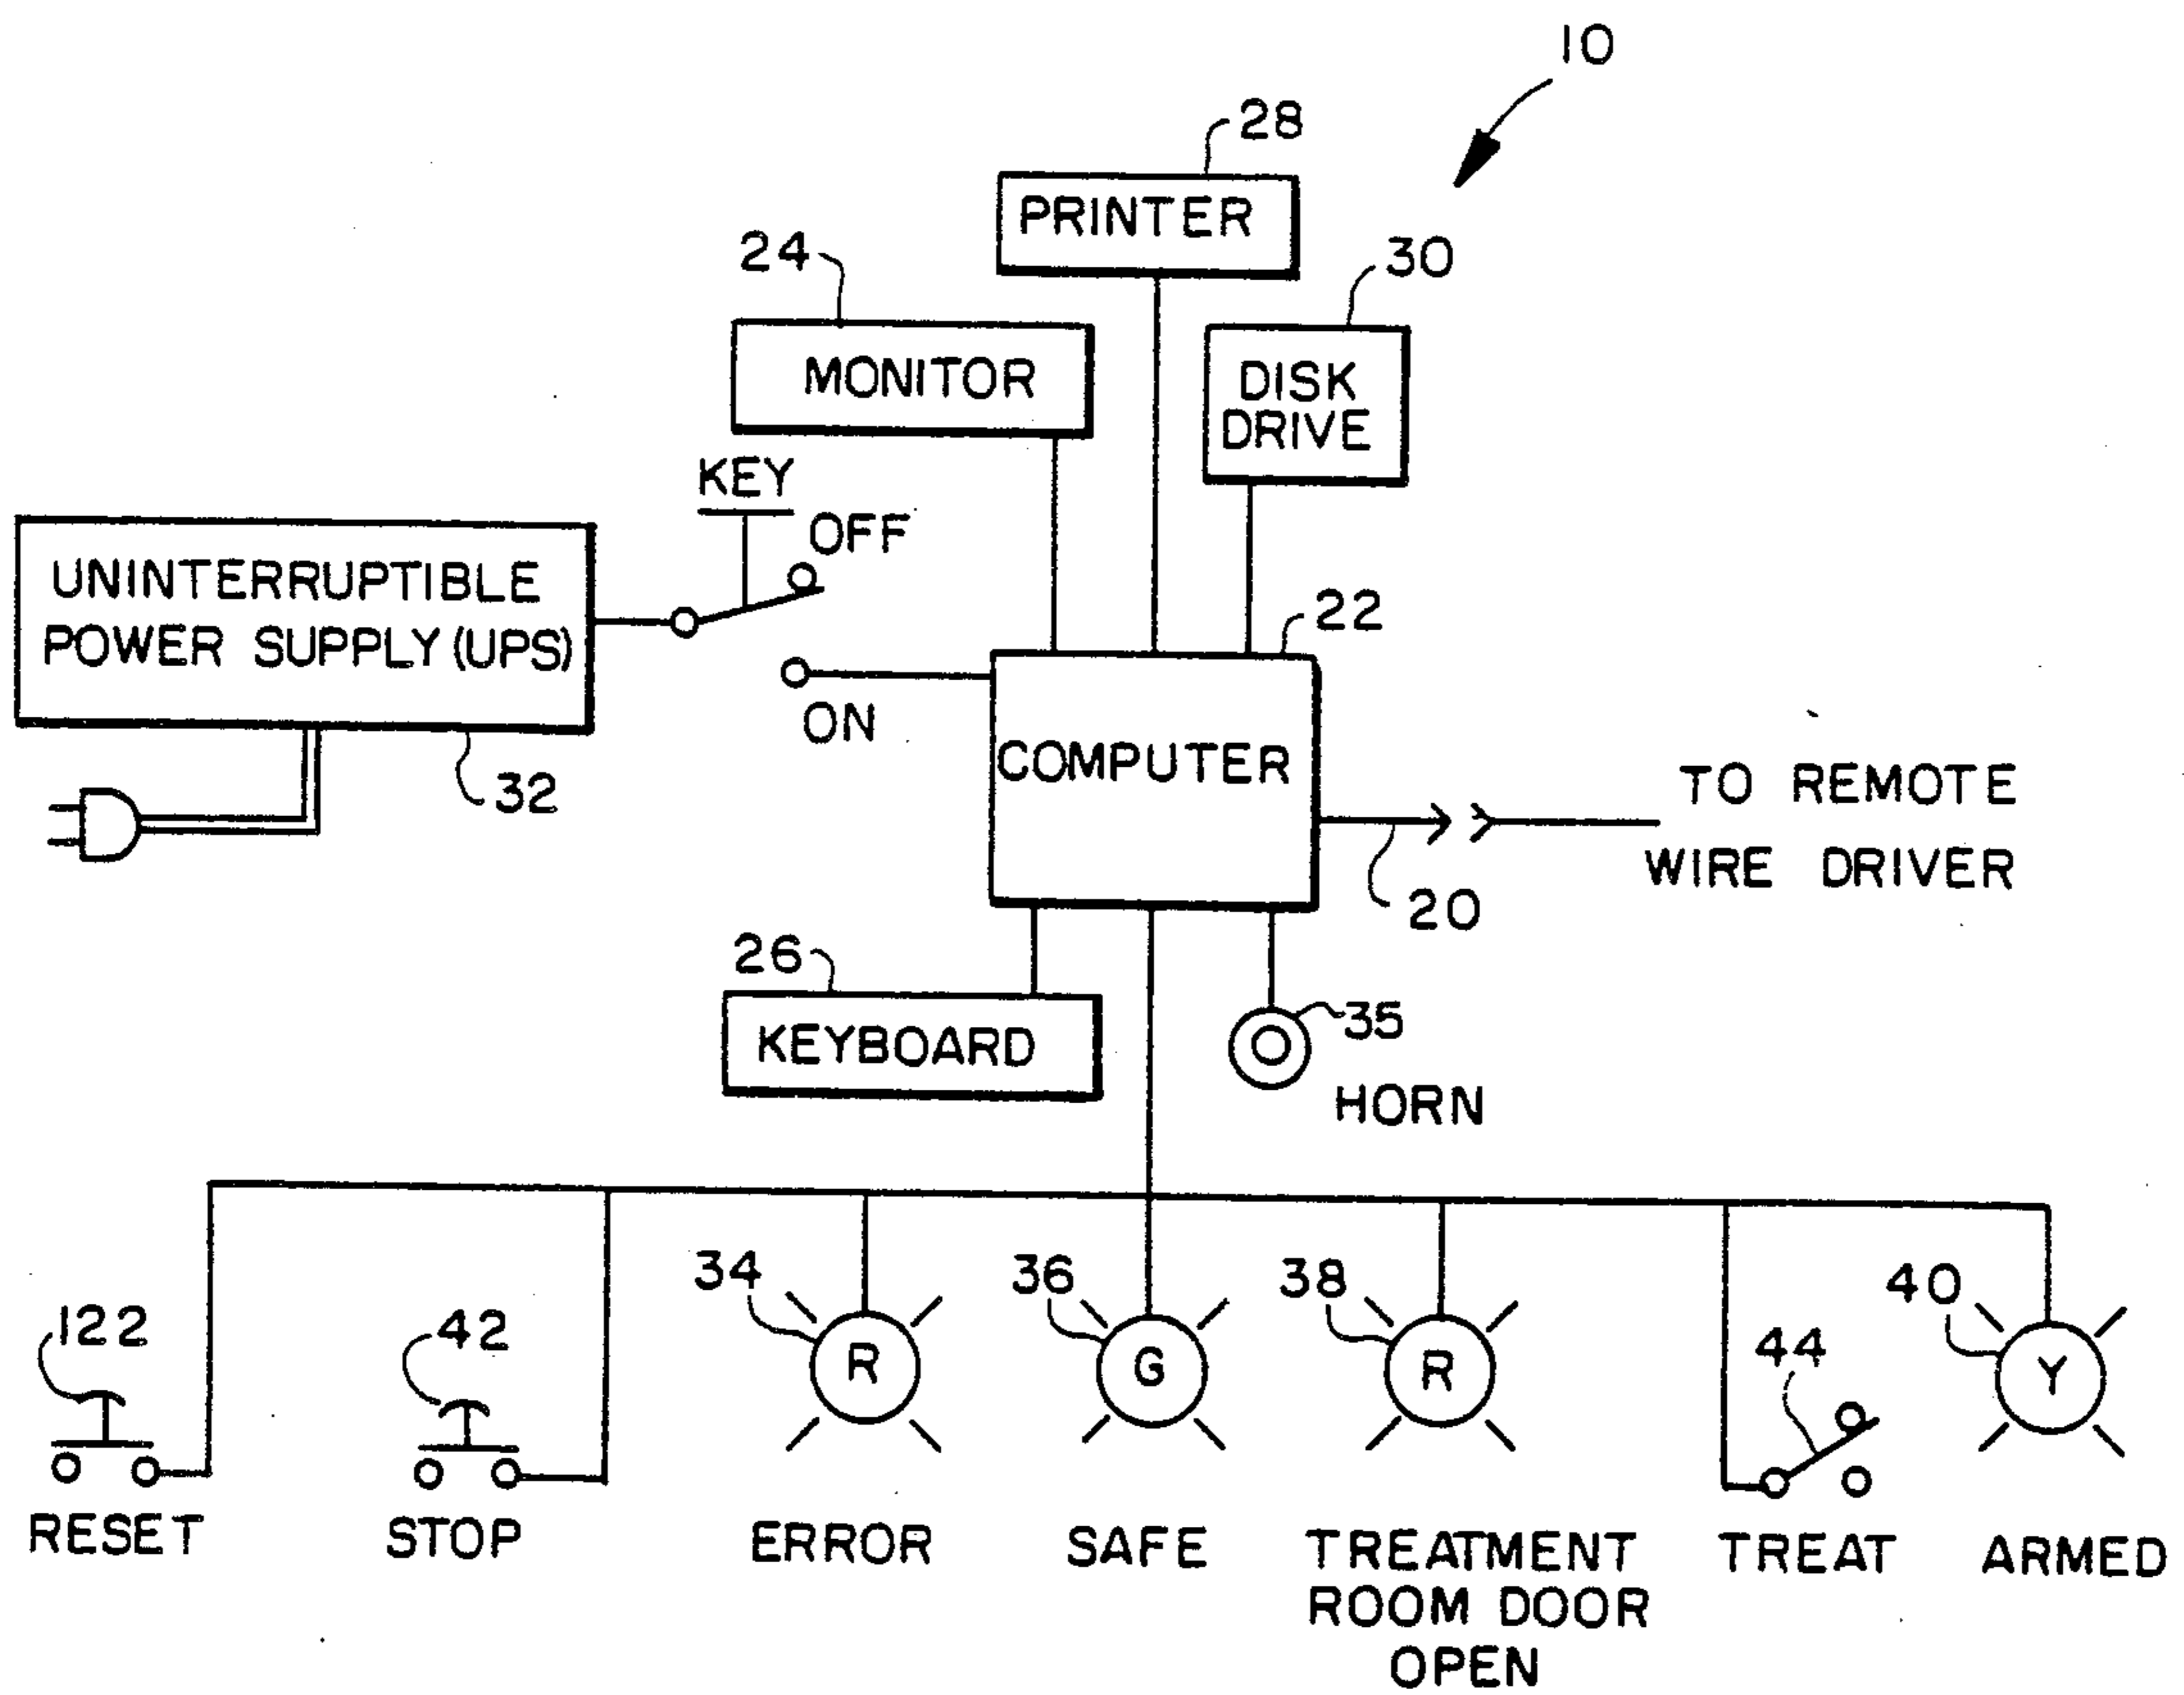 10
28
PRINTER
24
30
MONITOR
DISK
DRIVE
KEY
OFF
UNINTERRUPTIBLE
POWER SUPPLY (UPS)
22
ON
COMPUTER
32
TO REMOTE
WIRE DRIVER
20
26
KEYBOARD
35
HORN
34
36
38
40
122
42
44
R
G
R
Y
RESET
STOP
ERROR
SAFE
TREATMENT
ROOM DOOR
OPEN
TREAT
ARMED